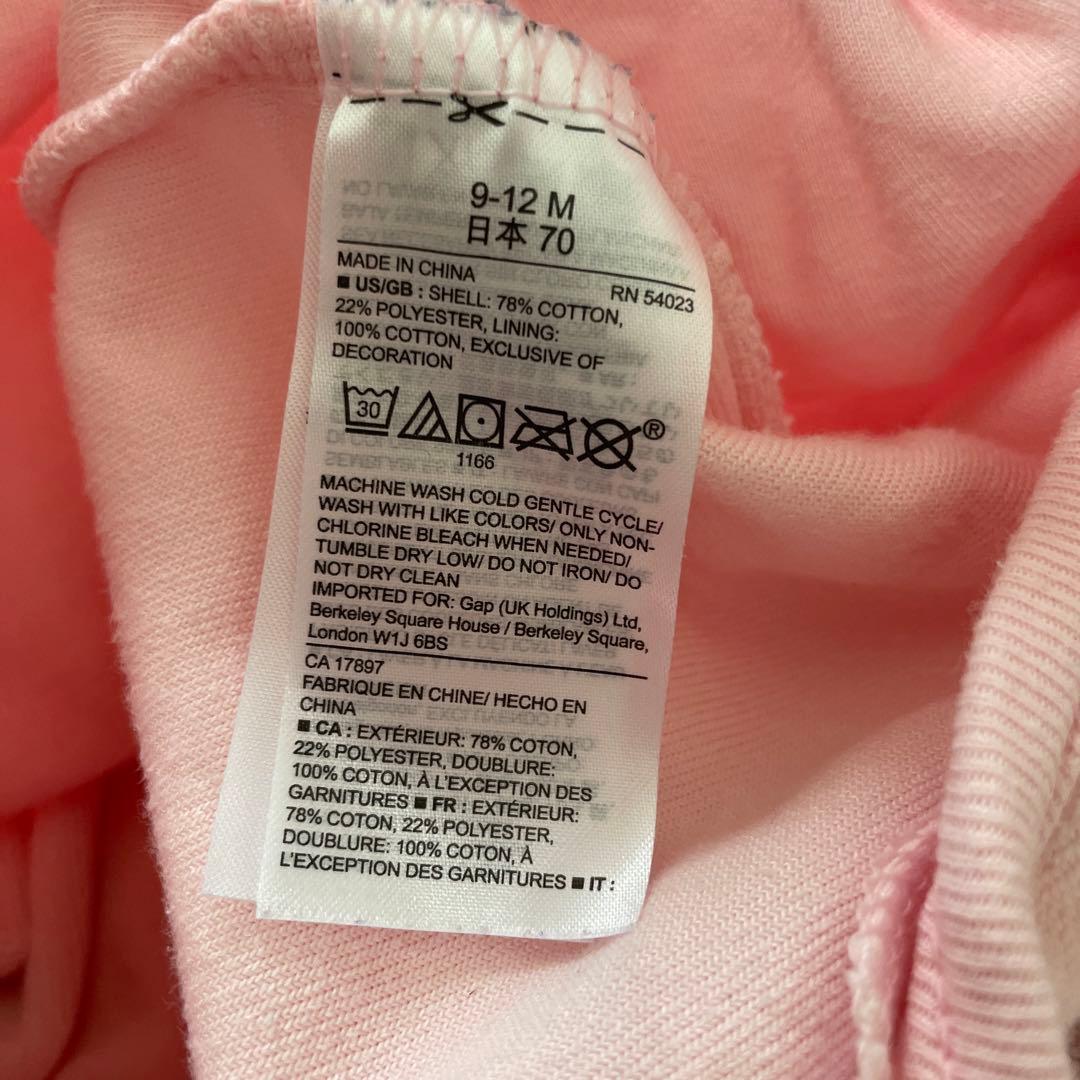 9-12 M
日本 70
MADE IN CHINA
RN 54023
■ US/GB : SHELL: 78% COTTON,
22% POLYESTER, LINING:
100% COTTON, EXCLUSIVE OF
DECORATION
30
®
1166
MACHINE WASH COLD GENTLE CYCLE/
WASH WITH LIKE COLORS/ ONLY NON-
CHLORINE BLEACH WHEN NEEDED/
TUMBLE DRY LOW/ DO NOT IRON/ DO
NOT DRY CLEAN
IMPORTED FOR: Gap (UK Holdings) Ltd,
Berkeley Square House / Berkeley Square,
London W1J 6BS
CA 17897
FABRIQUE EN CHINE/ HECHO EN
CHINA
■ CA : EXTÉRIEUR: 78% COTON,
22% POLYESTER, DOUBLURE:
100% COTON, À L'EXCEPTION DES
GARNITURES ■ FR : EXTÉRIEUR:
78% COTON, 22% POLYESTER,
DOUBLURE: 100% COTON, À
L'EXCEPTION DES GARNITURES ■ IT :